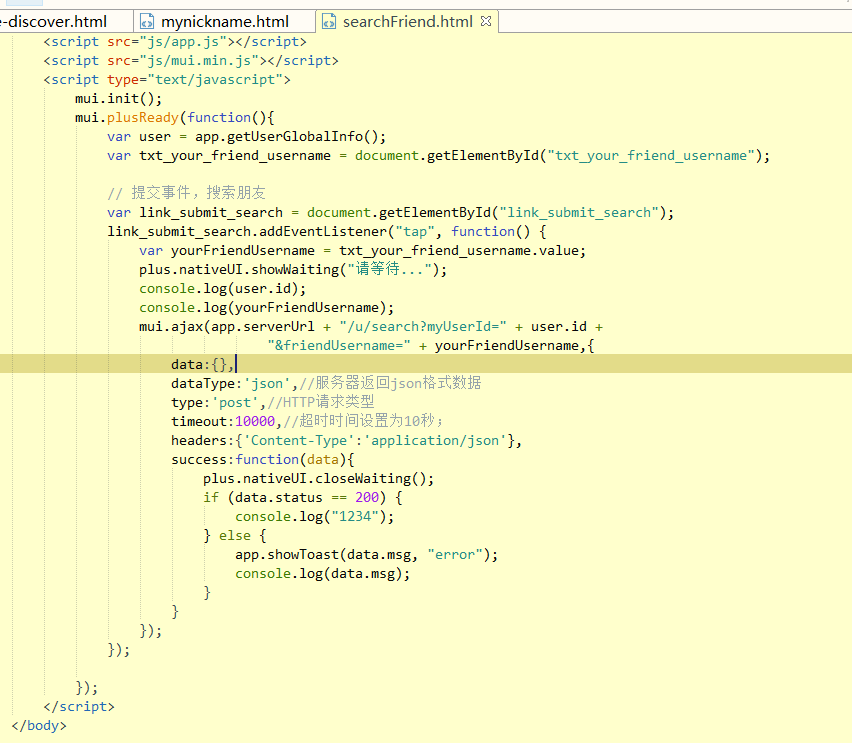 e-discover.html mynickname.html searchFriend.html
<script src="js/app.js"></script>
<script src="js/mui.min.js"></script>
<script type="text/javascript">
mui.init();
mui.plusReady(function(){
var user = app.getUserGlobalInfo();
var txt_your_friend_username = document.getElementById("txt_your_friend_username");
// 提交事件，搜索朋友
var link_submit_search = document.getElementById("link_submit_search");
link_submit_search.addEventListener("tap", function() {
var yourFriendUsername = txt_your_friend_username.value;
plus.nativeUI.showWaiting("请等待...");
console.log(user.id);
console.log(yourFriendUsername);
mui.ajax(app.serverUrl + "/u/search?myUserId=" + user.id +
"&friendUsername=" + yourFriendUsername,{
data:{},
dataType:'json',//服务器返回json格式数据
type:'post',//HTTP请求类型
timeout:10000,//超时时间设置为10秒；
headers:{'Content-Type':'application/json'},
success:function(data){
plus.nativeUI.closeWaiting();
if (data.status == 200) {
console.log("1234");
} else {
app.showToast(data.msg, "error");
console.log(data.msg);
}
}
});
});
});
</script>
</body>